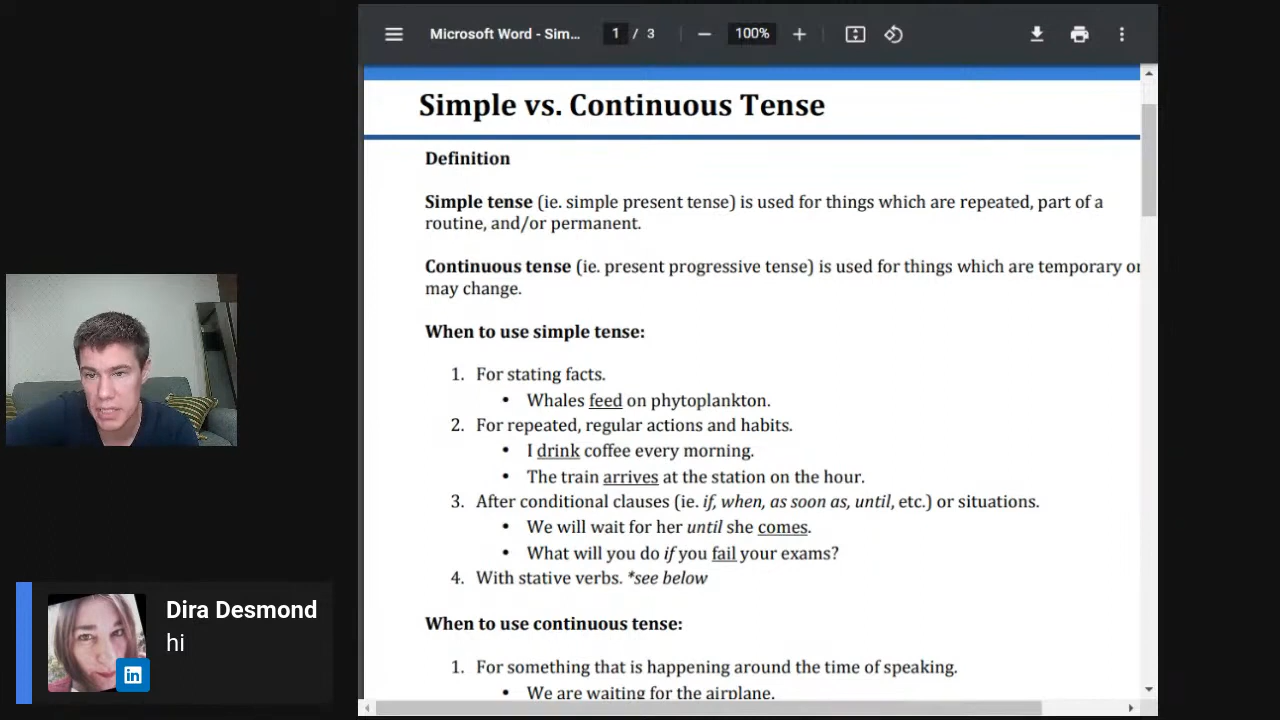 Microsoft Word - Sim... 1 / 3 100%
Simple vs. Continuous Tense
Definition
Simple tense (ie. simple present tense) is used for things which are repeated, part of a
routine, and/or permanent.
Continuous tense (ie. present progressive tense) is used for things which are temporary or
may change.
When to use simple tense:
1. For stating facts.
• Whales feed on phytoplankton.
2. For repeated, regular actions and habits.
• I drink coffee every morning.
• The train arrives at the station on the hour.
3. After conditional clauses (ie. if, when, as soon as, until, etc.) or situations.
• We will wait for her until she comes.
• What will you do if you fail your exams?
4. With stative verbs. *see below
When to use continuous tense:
1. For something that is happening around the time of speaking.
• We are waiting for the airplane.
Dira Desmond
hi
in